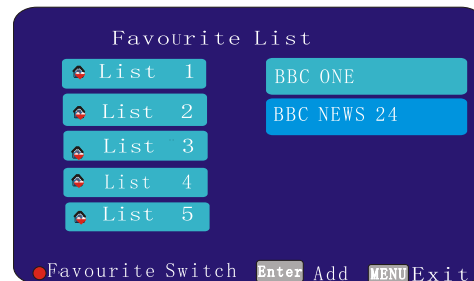 Favourite List
List 1
List 2
List 3
List 4
List 5
BBC ONE
BBC NEWS 24
Favourite Switch Enter Add MENU Exit